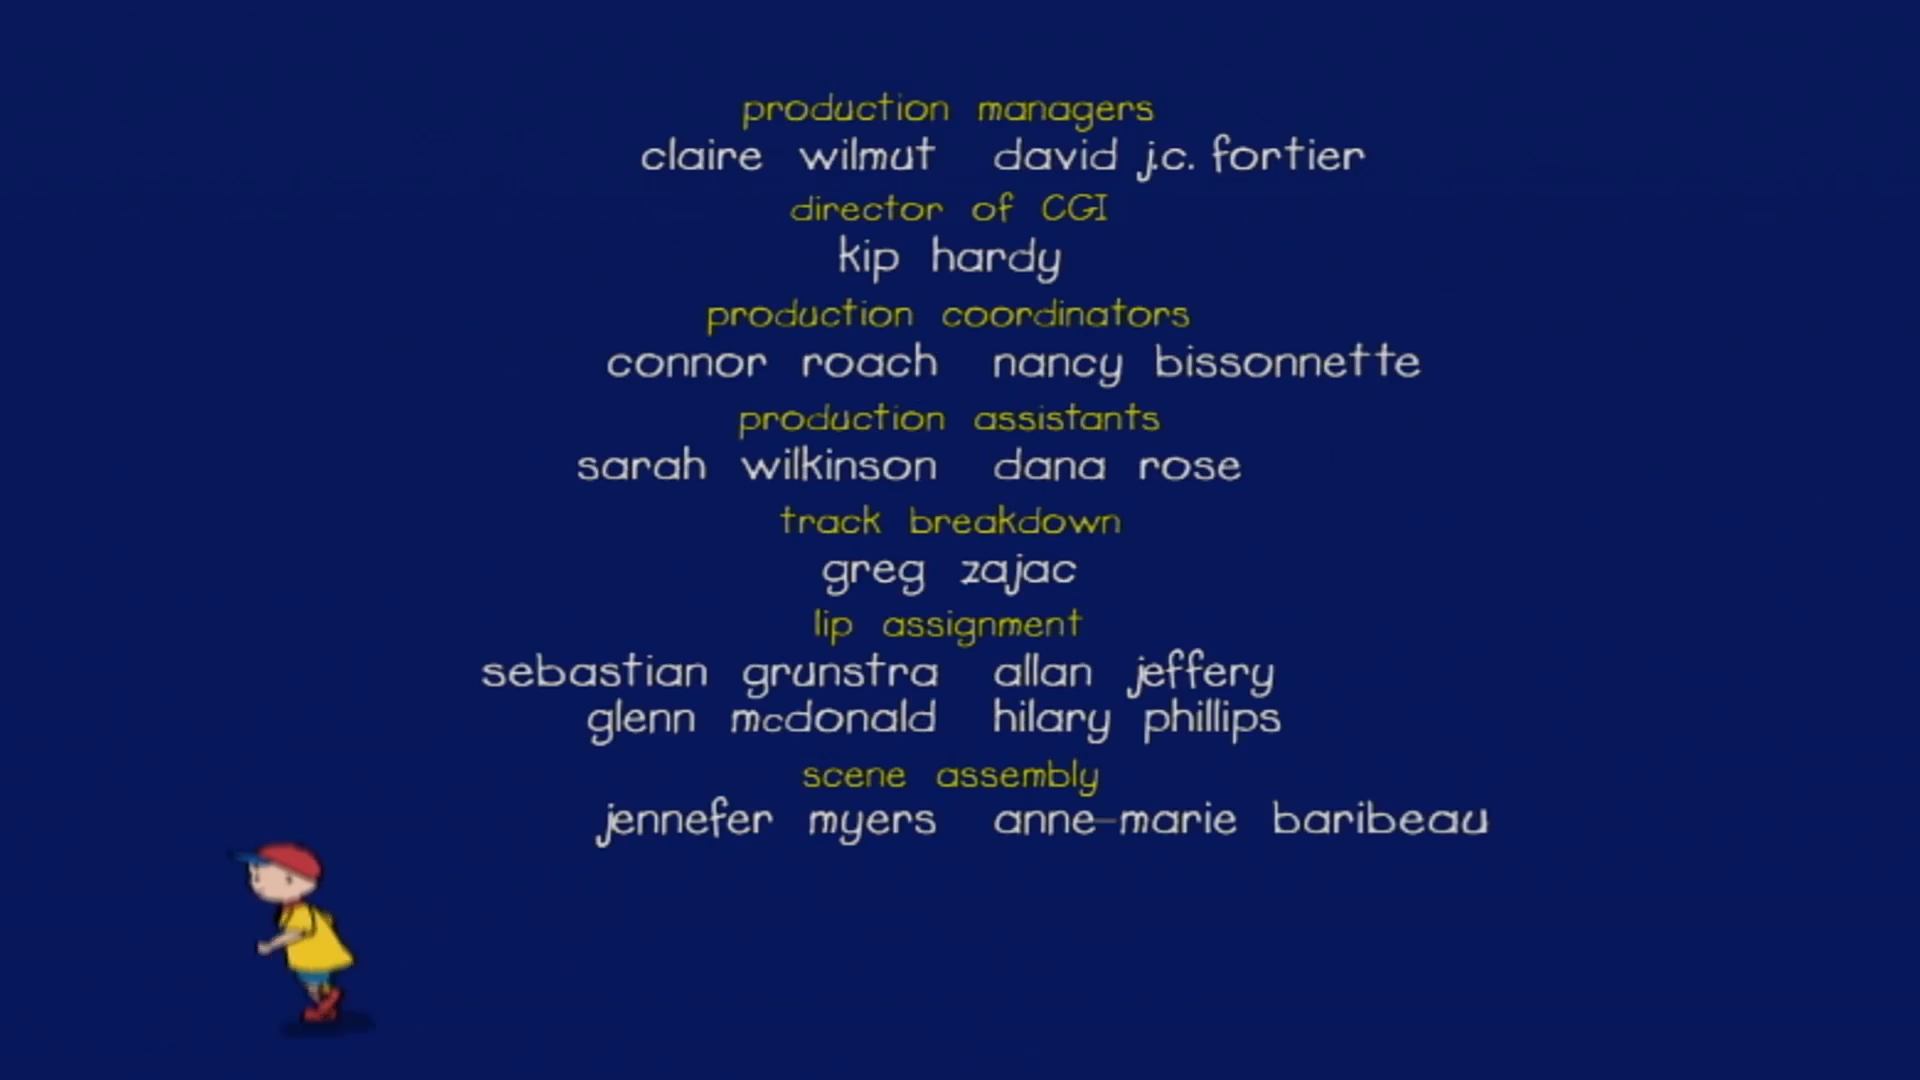 production managers
claire wilmut david j.c. fortier
director of CGI
kip hardy
production coordinators
connor roach nancy bissonnette
production assistants
sarah wilkinson dana rose
track breakdown
greg zajac
lip assignment
sebastian grunstra allan jeffery
glenn mcdonald hilary phillips
scene assembly
jennefer myers anne-marie baribeau